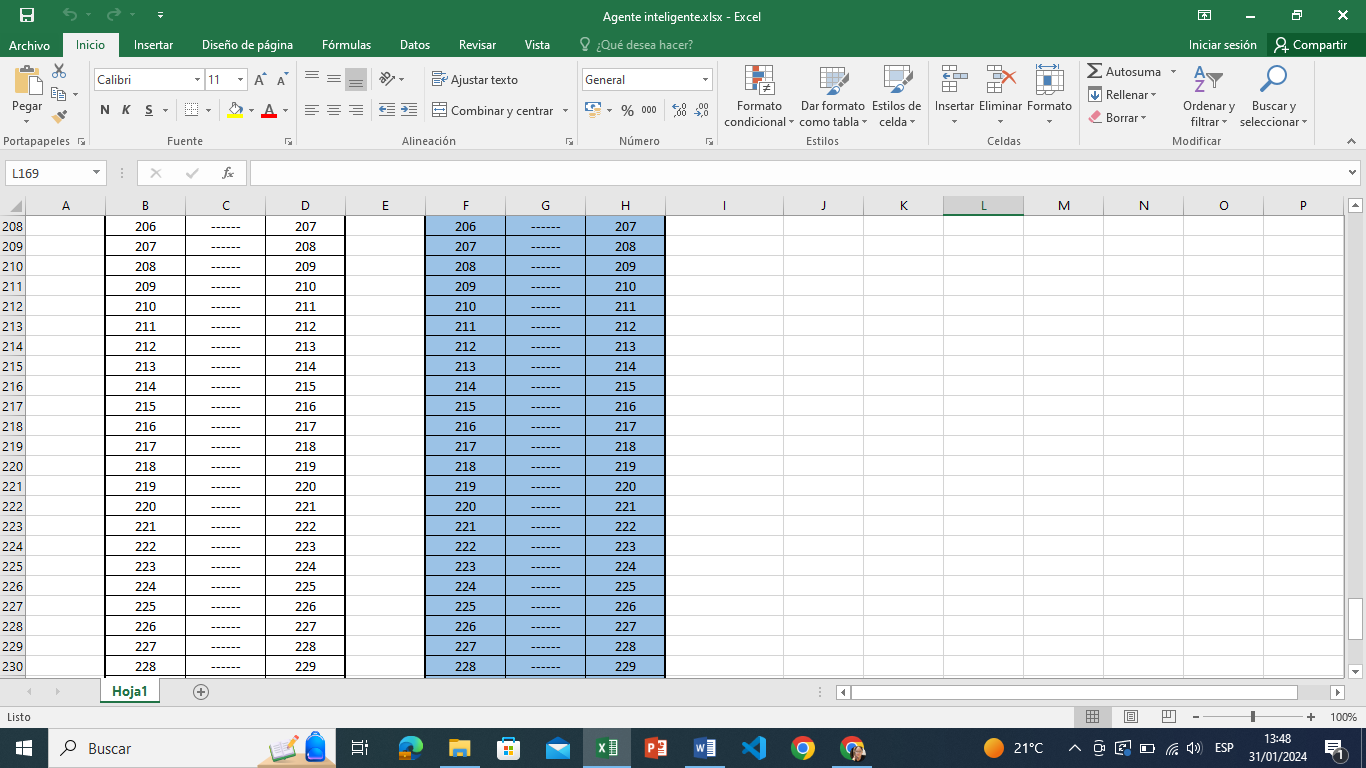 Agente inteligente.xlsx - Excel
Archivo Inicio Insertar Diseño de página Fórmulas Datos Revisar Vista ¿Qué desea hacer? Iniciar sesión Compartir
Pegar
Portapapeles
Calibri 11
N K S
Fuente
Ajustar texto
Combinar y centrar
Alineación
General
% 000
Número
Formato condicional
Dar formato como tabla
Estilos de celda
Estilos
Insertar Eliminar Formato
Celdas
Autosuma
Rellenar
Borrar
Ordenar y filtrar
Buscar y seleccionar
Modificar
L169 fx
A B C D E F G H I J K L M N O P
208 206 ------ 207 206 ------ 207
209 207 ------ 208 207 ------ 208
210 208 ------ 209 208 ------ 209
211 209 ------ 210 209 ------ 210
212 210 ------ 211 210 ------ 211
213 211 ------ 212 211 ------ 212
214 212 ------ 213 212 ------ 213
215 213 ------ 214 213 ------ 214
216 214 ------ 215 214 ------ 215
217 215 ------ 216 215 ------ 216
218 216 ------ 217 216 ------ 217
219 217 ------ 218 217 ------ 218
220 218 ------ 219 218 ------ 219
221 219 ------ 220 219 ------ 220
222 220 ------ 221 220 ------ 221
223 221 ------ 222 221 ------ 222
224 222 ------ 223 222 ------ 223
225 223 ------ 224 223 ------ 224
226 224 ------ 225 224 ------ 225
227 225 ------ 226 225 ------ 226
228 226 ------ 227 226 ------ 227
229 227 ------ 228 227 ------ 228
230 228 ------ 229 228 ------ 229
Hoja1
Listo 100%
Buscar 21°C ESP 13:48
31/01/2024 1